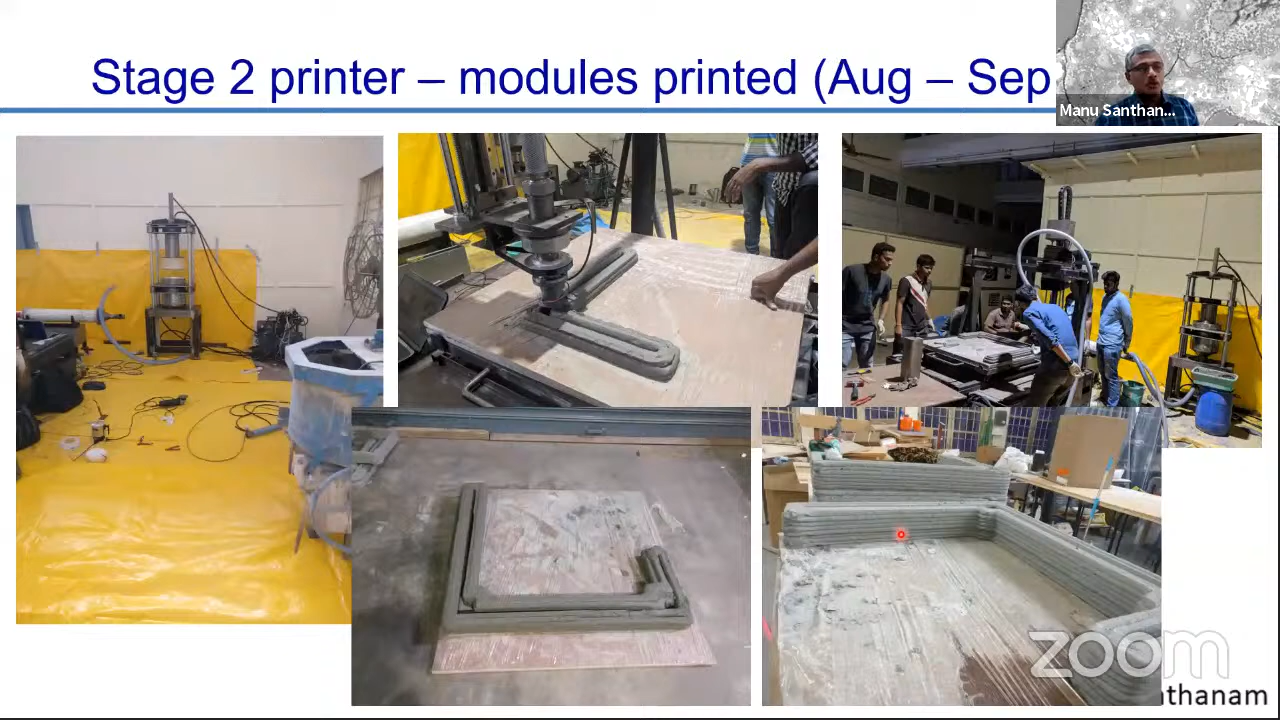 Stage 2 printer – modules printed (Aug – Sep
Manu Santhan...
zoom
thanam